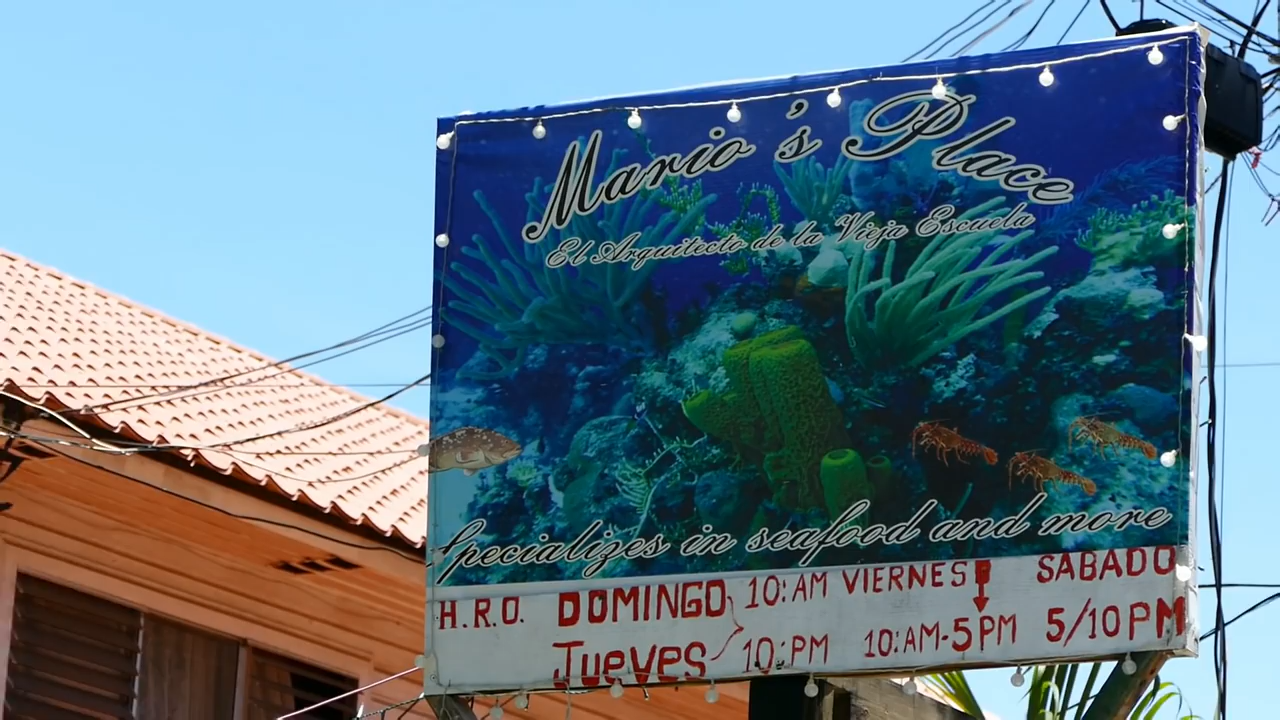 Mario's Place
El Arquitecto de la Vieja Escuela
Specializes in seafood and more
H.R.O. DOMINGO 10:AM VIERNES SABADO
JUEVES 10:PM 10:AM-5PM 5/10PM